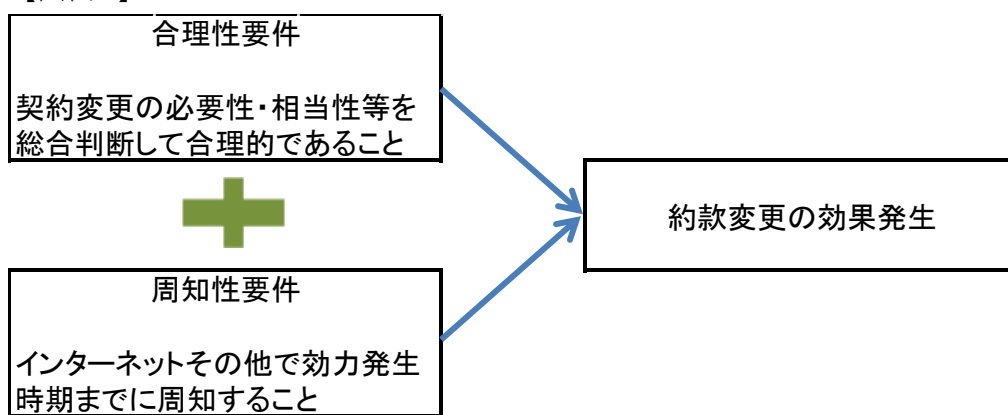 合理性要件
契約変更の必要性・相当性等を
総合判断して合理的であること
約款変更の効果発生
周知性要件
インターネットその他で効力発生
時期までに周知すること